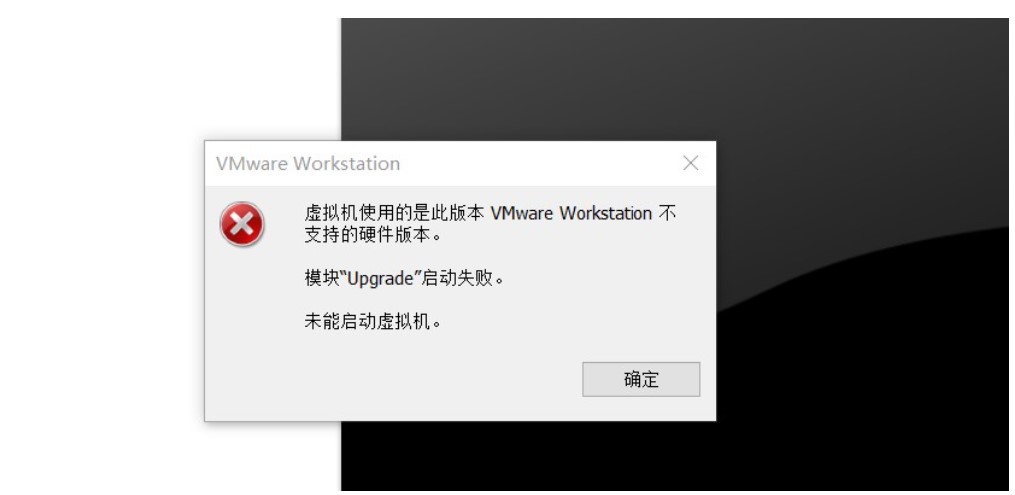 VMware Workstation
虚拟机使用的是此版本 VMware Workstation 不
支持的硬件版本。
模块“Upgrade”启动失败。
未能启动虚拟机。
确定